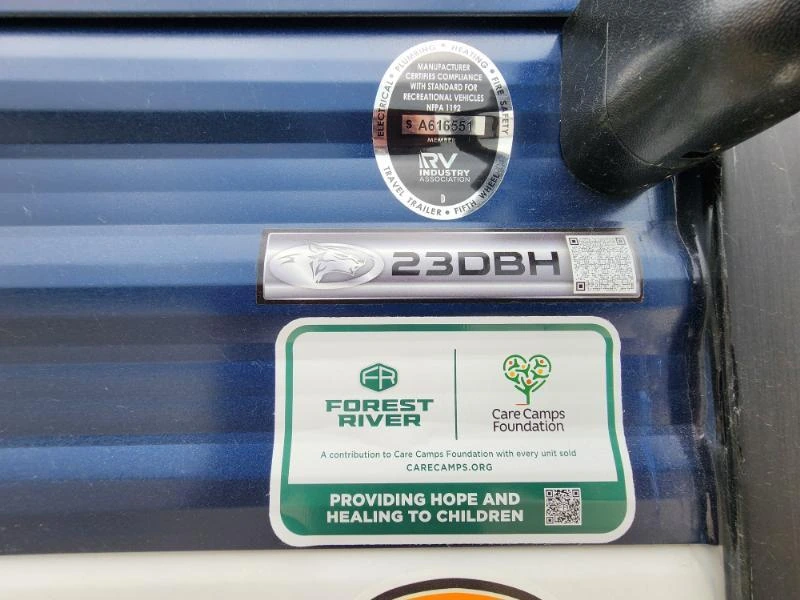 ELECTRICAL • PLUMBING • HEATING • FIRE SAFETY
MANUFACTURER
CERTIFIES COMPLIANCE
WITH STANDARD FOR
RECREATIONAL VEHICLES
NFPA 1192
S A616551
MEMBER
RV
INDUSTRY
ASSOCIATION
D
TRAVEL TRAILER • FIFTH WHEEL
23DBH
FR
FOREST
RIVER
Care Camps
Foundation
A contribution to Care Camps Foundation with every unit sold
CARECAMPS.ORG
PROVIDING HOPE AND
HEALING TO CHILDREN